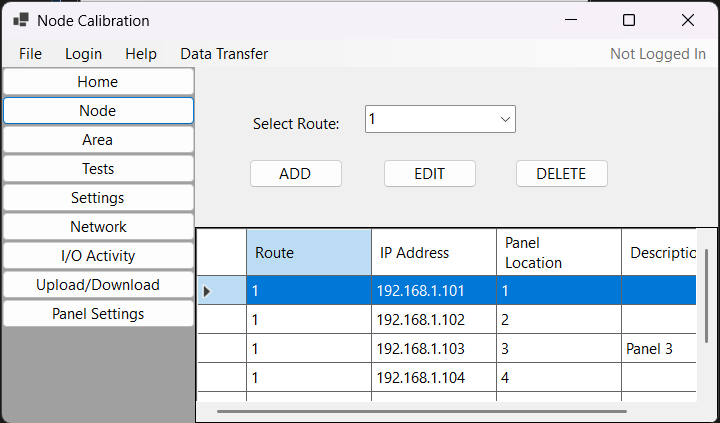 Node Calibration
File Login Help Data Transfer Not Logged In
Home
Node
Area
Tests
Settings
Network
I/O Activity
Upload/Download
Panel Settings
Select Route: 1
ADD EDIT DELETE
Route IP Address Panel Location Descriptio
1 192.168.1.101 1
1 192.168.1.102 2
1 192.168.1.103 3 Panel 3
1 192.168.1.104 4